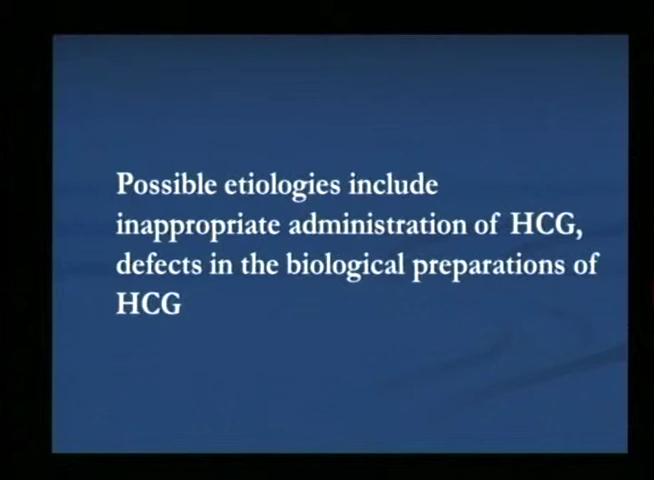 Possible etiologies include
inappropriate administration of HCG,
defects in the biological preparations of
HCG